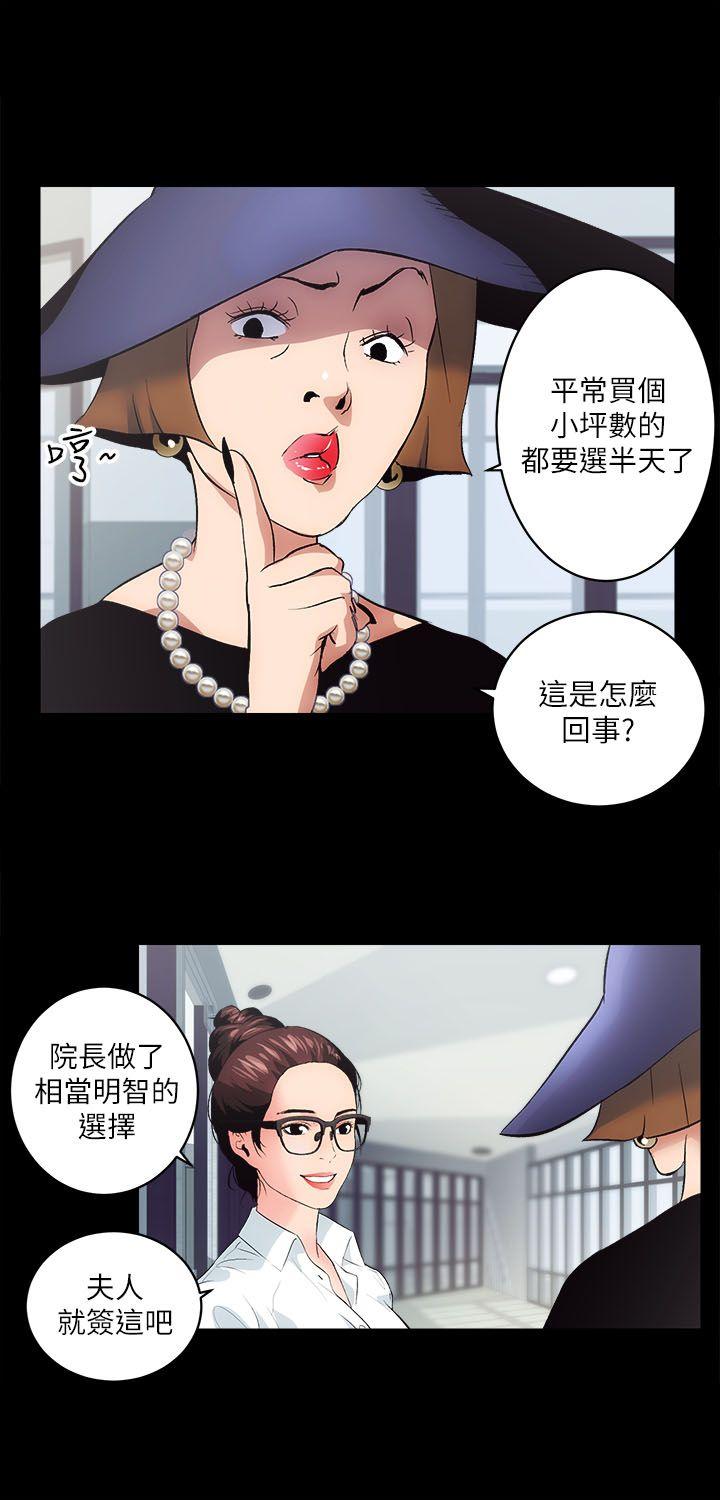 平常買個
小坪數的
都要選半天了
哼~
這是怎麼
回事?
院長做了
相當明智的
選擇
夫人
就簽這吧